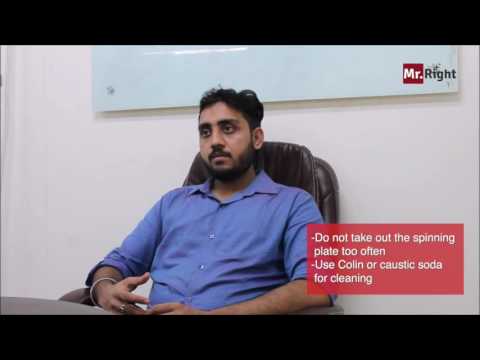 Mr.Right
-Do not take out the spinning
plate too often
-Use Colin or caustic soda
for cleaning